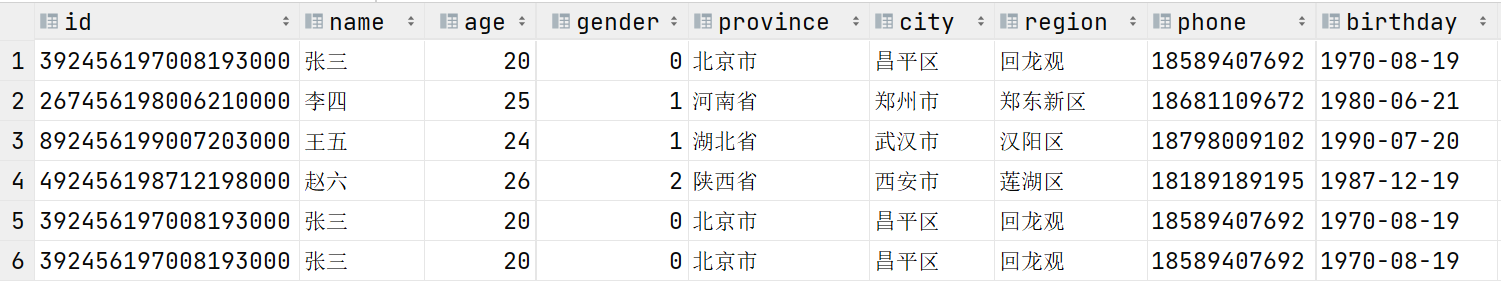 id name age gender province city region phone birthday
1 392456197008193000 张三 20 0 北京市 昌平区 回龙观 18589407692 1970-08-19
2 267456198006210000 李四 25 1 河南省 郑州市 郑东新区 18681109672 1980-06-21
3 892456199007203000 王五 24 1 湖北省 武汉市 汉阳区 18798009102 1990-07-20
4 492456198712198000 赵六 26 2 陕西省 西安市 莲湖区 18189189195 1987-12-19
5 392456197008193000 张三 20 0 北京市 昌平区 回龙观 18589407692 1970-08-19
6 392456197008193000 张三 20 0 北京市 昌平区 回龙观 18589407692 1970-08-19